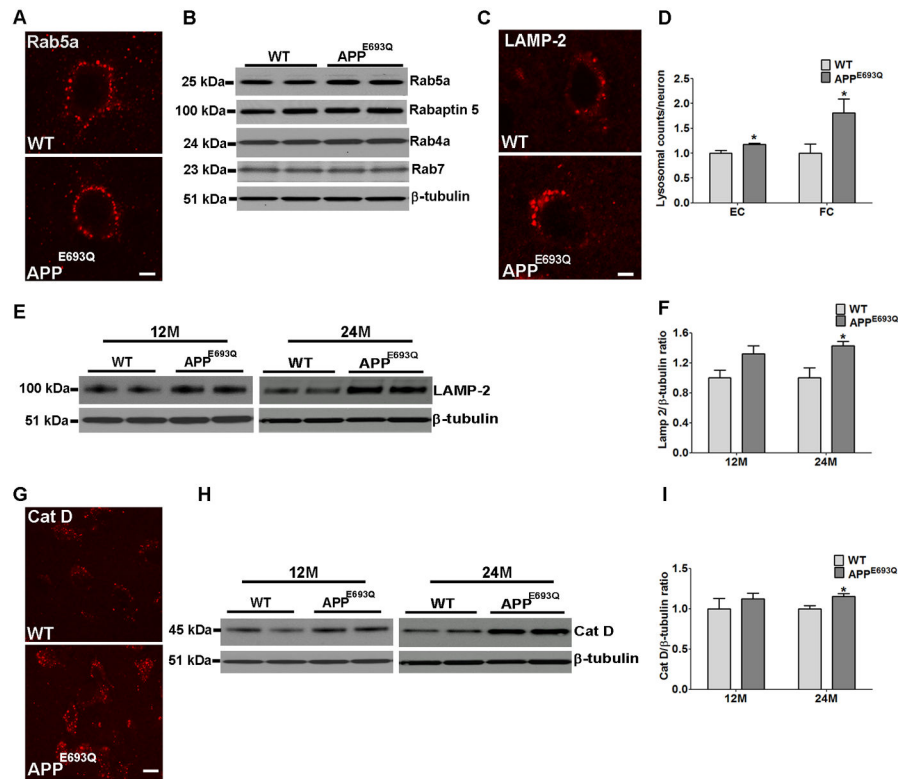 A
Rab5a
WT
E693Q
APP
B
WT APP E693Q
25 kDa Rab5a
100 kDa Rabaptin 5
24 kDa Rab4a
23 kDa Rab7
51 kDa β-tubulin
C
LAMP-2
WT
APP E693Q
D
WT
APP E693Q
Lysosomal counts/neuron
2.5
2.0
1.5
1.0
0.5
0.0
* *
EC FC
E
12M 24M
WT APP E693Q WT APP E693Q
100 kDa LAMP-2
51 kDa β-tubulin
F
WT
APP E693Q
Lamp 2/β-tubulin ratio
1.6
1.2
0.8
0.4
0.0
*
12M 24M
G
Cat D
WT
E693Q
APP
H
12M 24M
WT APP E693Q WT APP E693Q
45 kDa Cat D
51 kDa β-tubulin
I
WT
APP E693Q
Cat D/β-tubulin ratio
1.5
1.0
0.5
0.0
*
12M 24M